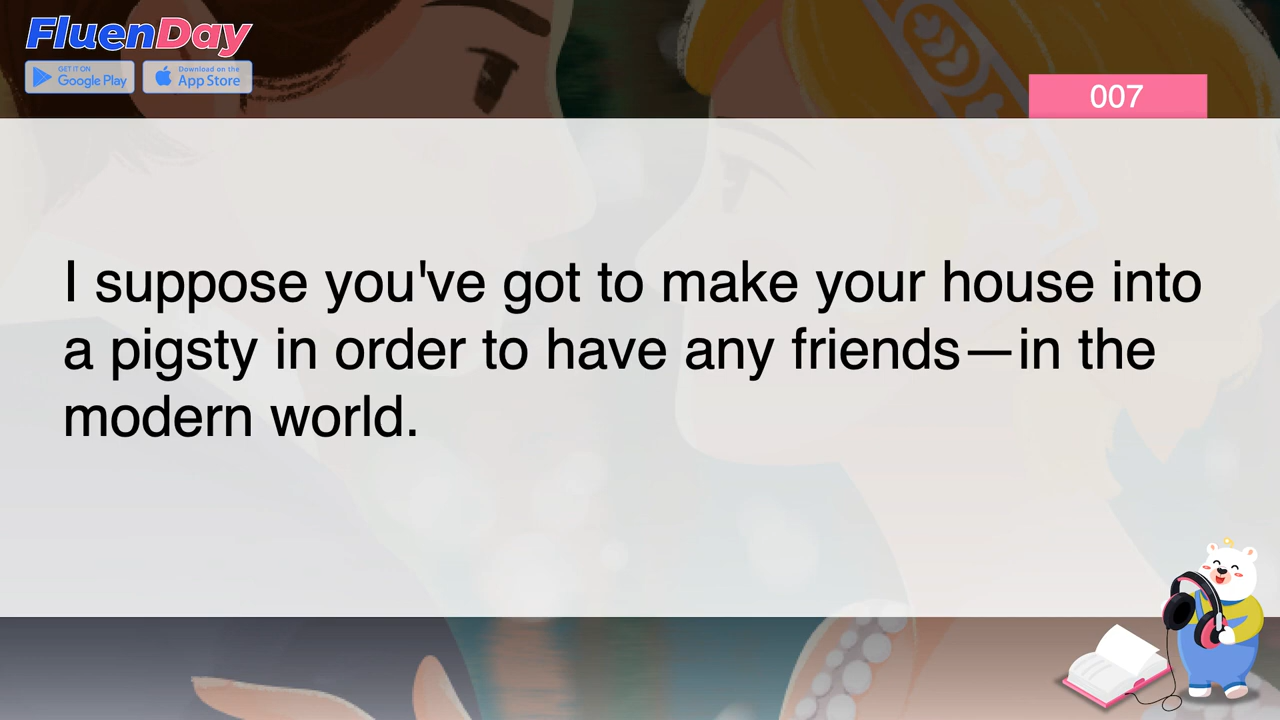 FluenDay
GET IT ON
Google Play
Download on the
App Store
007
I suppose you've got to make your house into
a pigsty in order to have any friends—in the
modern world.